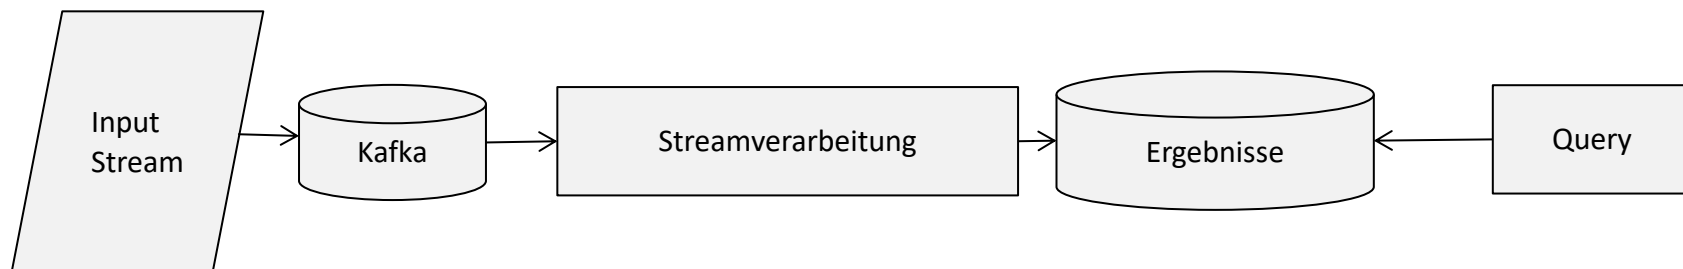 Input
Stream
Kafka
Streamverarbeitung
Ergebnisse
Query